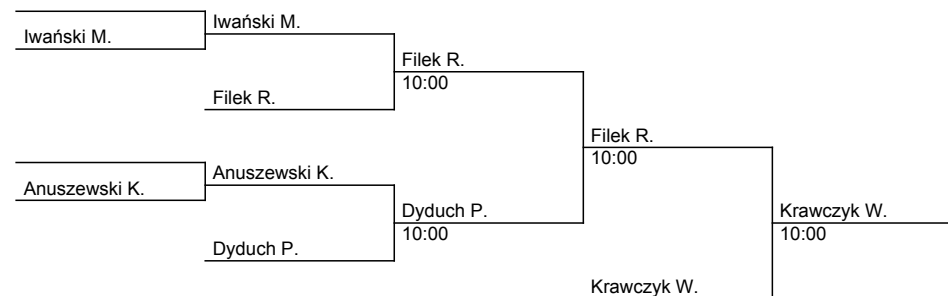 Iwański M.
Iwański M.
Filek R.
10:00
Filek R.
Filek R.
10:00
Anuszewski K.
Anuszewski K.
Dyduch P.
10:00
Dyduch P.
Krawczyk W.
10:00
Krawczyk W.